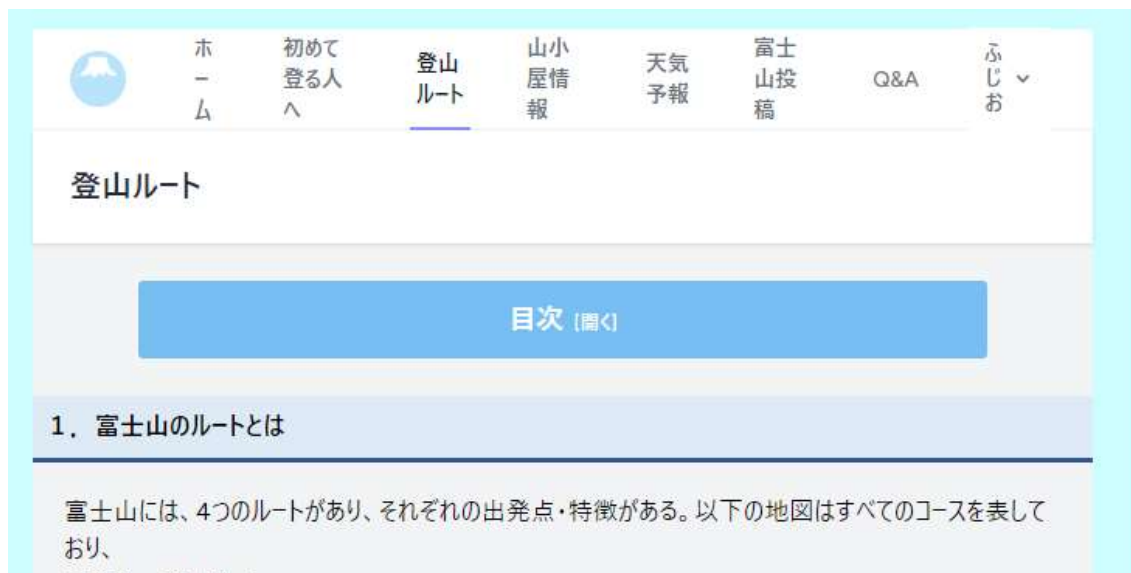 ホ
ー
ム
初めて
登る人
へ
登山
ルート
山小
屋情
報
天気
予報
富士
山投
稿
Q&A
ふ
じ
お
登山ルート
目次 [開く]
1. 富士山のルートとは
富士山には、4つのルートがあり、それぞれの出発点・特徴がある。以下の地図はすべてのコースを表して
おり、